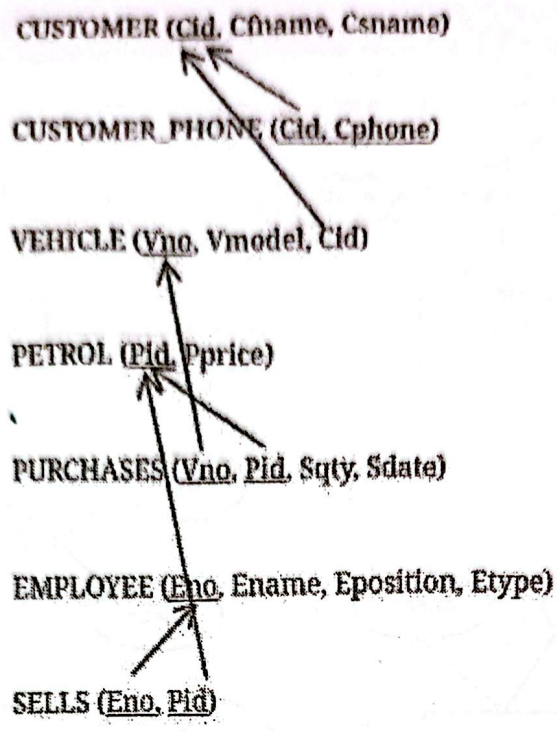 CUSTOMER (Cid, Cfname, Csname)
CUSTOMER_PHONE (Cid, Cphone)
VEHICLE (Vno, Vmodel, Cid)
PETROL (Pid, Pprice)
PURCHASES (Vno, Pid, Sqty, Sdate)
EMPLOYEE (Eno, Ename, Eposition, Etype)
SELLS (Eno, Pid)